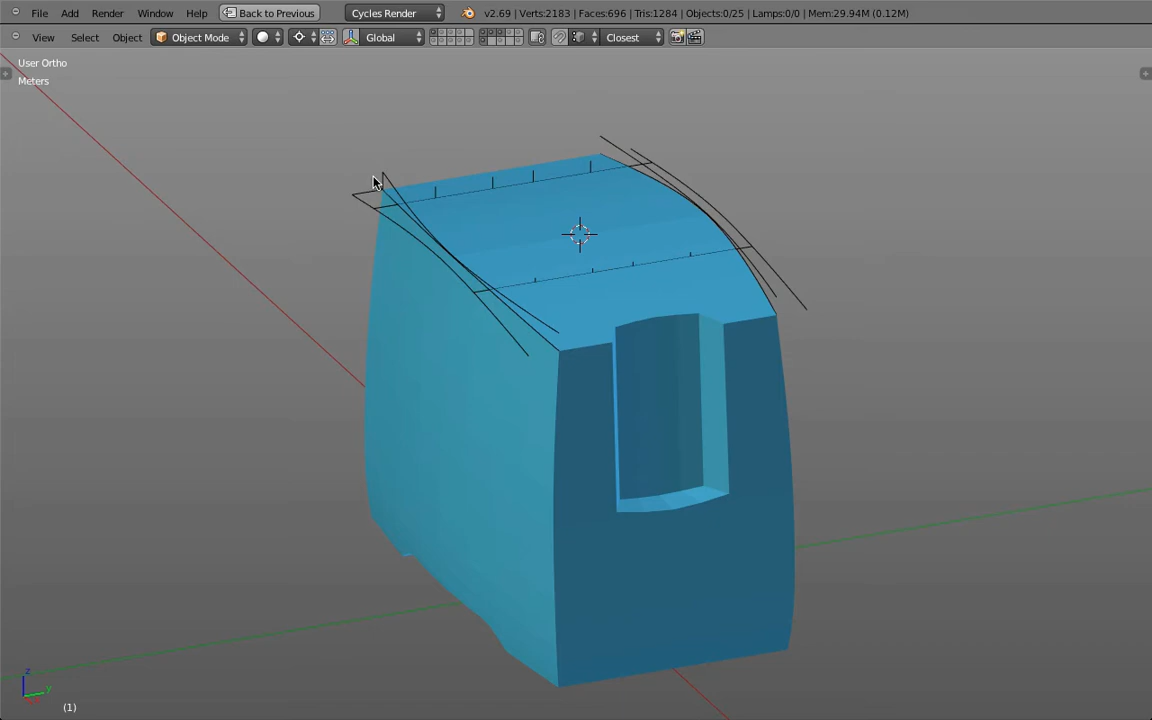 File Add Render Window Help Back to Previous Cycles Render v2.69 | Verts:2183 | Faces:696 | Tris:1284 | Objects:0/25 | Lamps:0/0 | Mem:29.94M (0.12M)
View Select Object Object Mode Global Closest
User Ortho
Meters
z
y
(1)